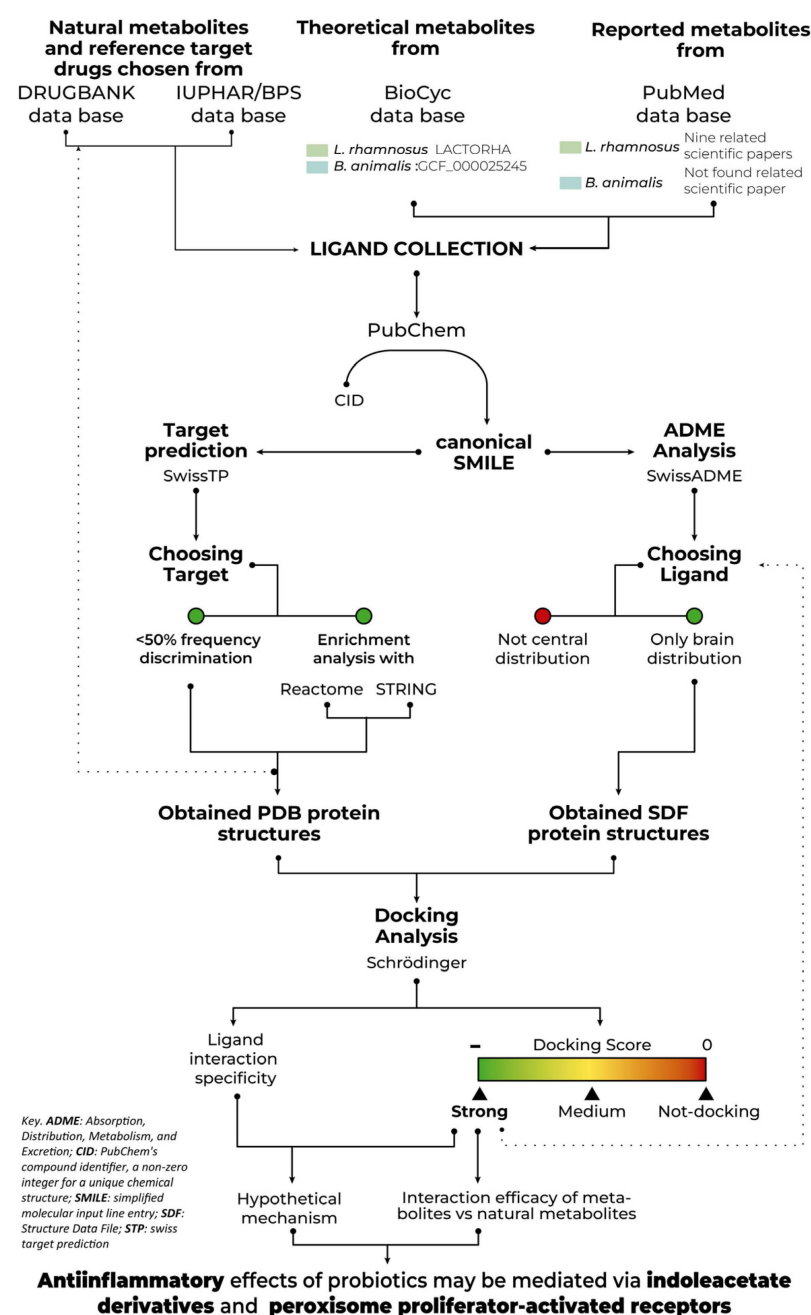 Natural metabolites
and reference target
drugs chosen from
DRUGBANK
data base
IUPHAR/BPS
data base
Theoretical metabolites
from
BioCyc
data base
L. rhamnosus LACTORHA
B. animalis :GCF_000025245
Reported metabolites
from
PubMed
data base
L. rhamnosus
Nine related
scientific papers
B. animalis
Not found related
scientific paper
LIGAND COLLECTION
PubChem
CID
Target
prediction
SwissTP
canonical
SMILE
ADME
Analysis
SwissADME
Choosing
Target
Choosing
Ligand
<50% frequency
discrimination
Enrichment
analysis with
Reactome STRING
Not central
distribution
Only brain
distribution
Obtained PDB protein
structures
Obtained SDF
protein structures
Docking
Analysis
Schrödinger
Ligand
interaction
specificity
– Docking Score 0
Strong Medium Not-docking
Key. ADME: Absorption,
Distribution, Metabolism, and
Excretion; CID: PubChem's
compound identifier, a non-zero
integer for a unique chemical
structure; SMILE: simplified
molecular input line entry; SDF:
Structure Data File; STP: swiss
target prediction
Hypothetical
mechanism
Interaction efficacy of meta-
bolites vs natural metabolites
Antiinflammatory effects of probiotics may be mediated via indoleacetate
derivatives and peroxisome proliferator-activated receptors